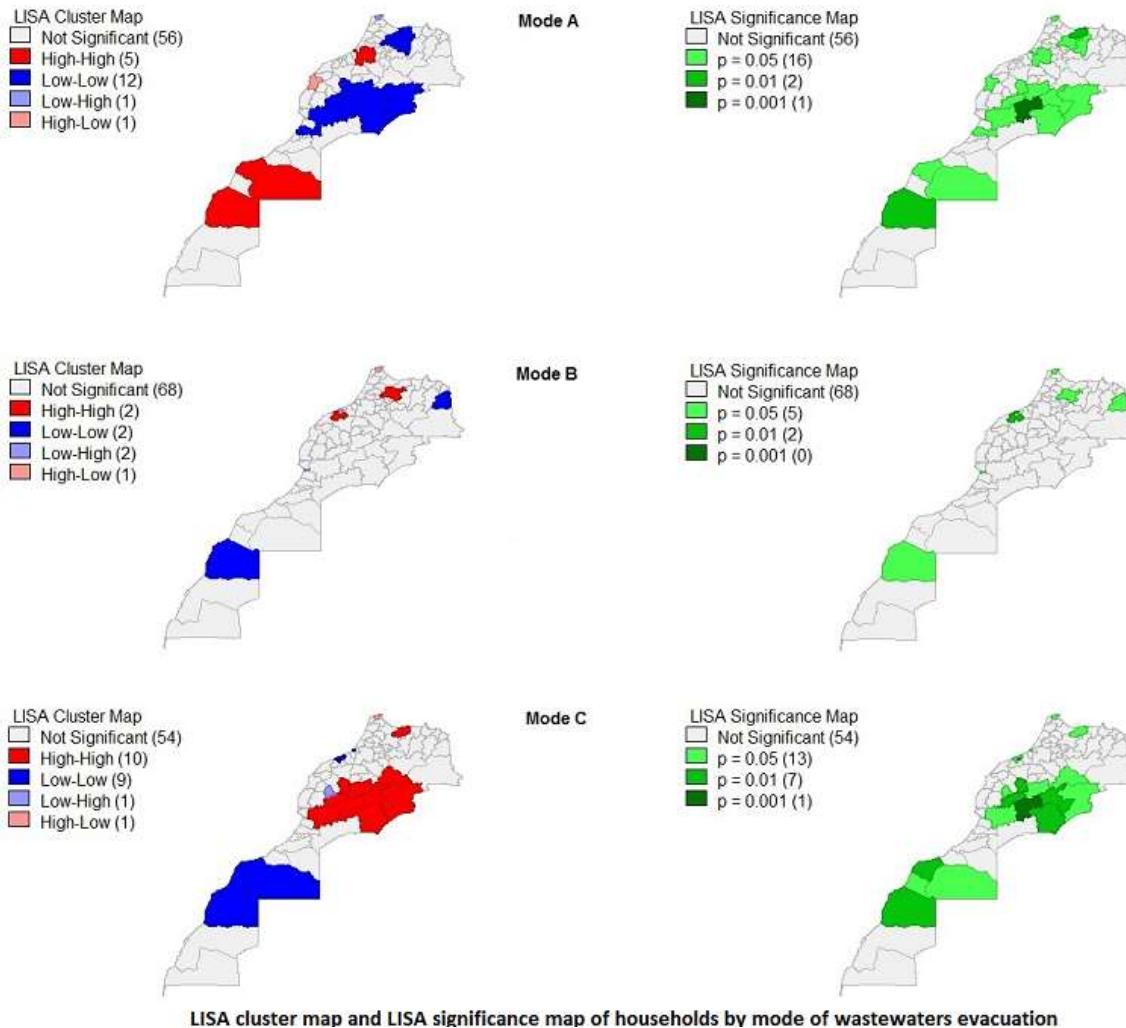 LISA Cluster Map
Not Significant (56)
High-High (5)
Low-Low (12)
Low-High (1)
High-Low (1)
Mode A
LISA Significance Map
Not Significant (56)
p = 0.05 (16)
p = 0.01 (2)
p = 0.001 (1)
LISA Cluster Map
Not Significant (68)
High-High (2)
Low-Low (2)
Low-High (2)
High-Low (1)
Mode B
LISA Significance Map
Not Significant (68)
p = 0.05 (5)
p = 0.01 (2)
p = 0.001 (0)
LISA Cluster Map
Not Significant (54)
High-High (10)
Low-Low (9)
Low-High (1)
High-Low (1)
Mode C
LISA Significance Map
Not Significant (54)
p = 0.05 (13)
p = 0.01 (7)
p = 0.001 (1)
LISA cluster map and LISA significance map of households by mode of wastewaters evacuation